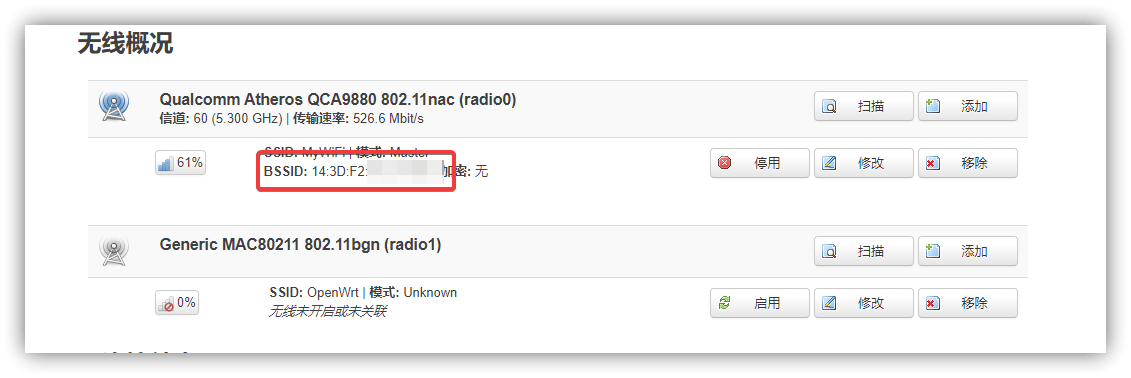 无线概况
Qualcomm Atheros QCA9880 802.11nac (radio0)
信道: 60 (5.300 GHz) | 传输速率: 526.6 Mbit/s
扫描
添加
61%
SSID: MyWiFi | 模式: Master
BSSID: 14:3D:F2: 加密: 无
停用
修改
移除
Generic MAC80211 802.11bgn (radio1)
扫描
添加
0%
SSID: OpenWrt | 模式: Unknown
无线未开启或未关联
启用
修改
移除